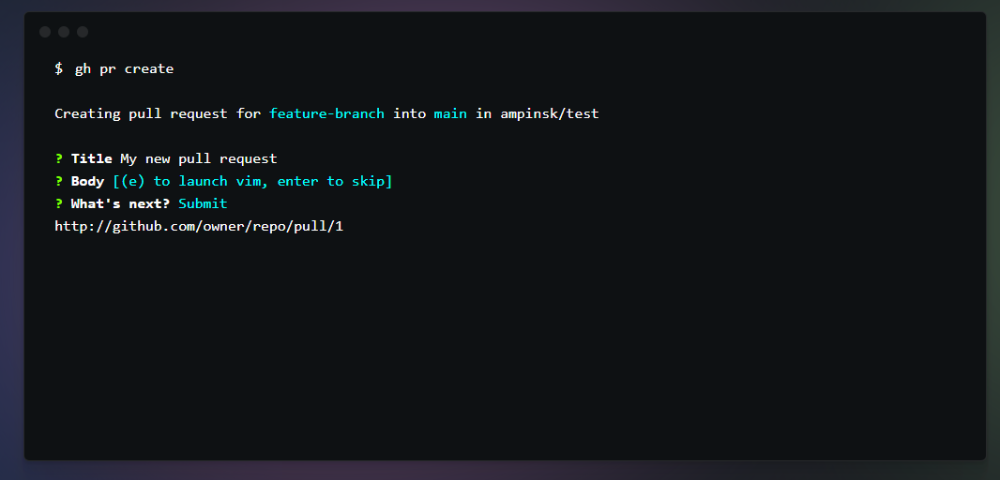 $ gh pr create
Creating pull request for feature-branch into main in ampinsk/test
? Title My new pull request
? Body [(e) to launch vim, enter to skip]
? What's next? Submit
http://github.com/owner/repo/pull/1